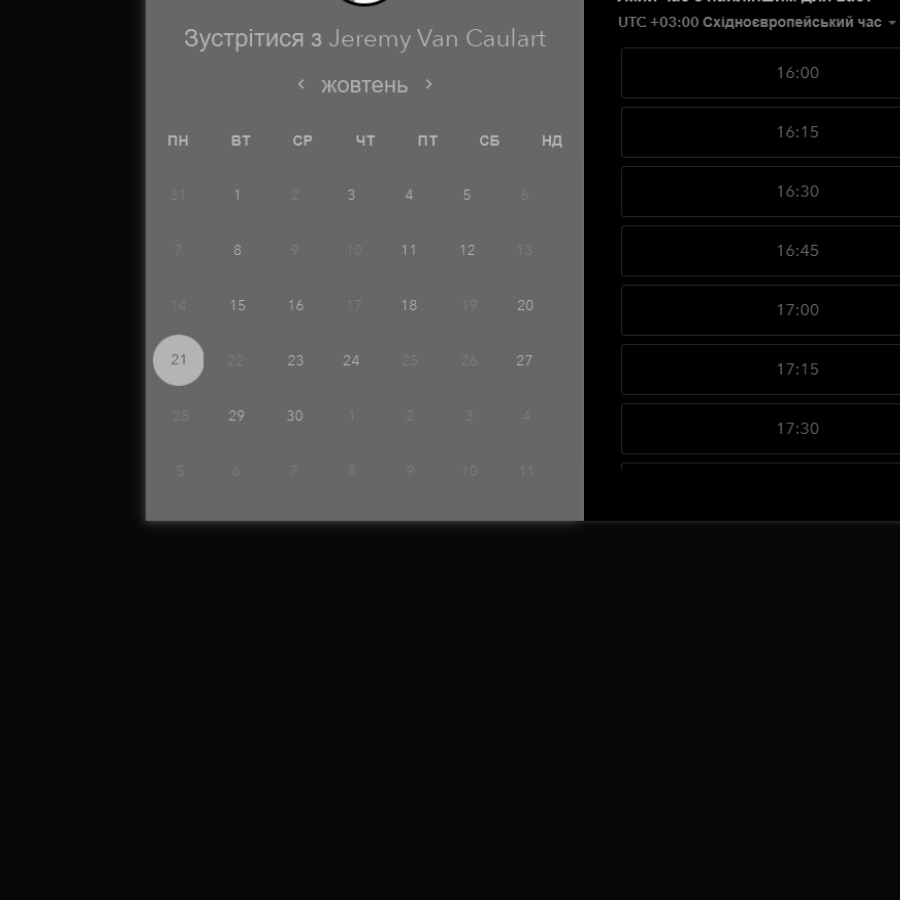 Зустрітися з Jeremy Van Caulart
жовтень
ПН ВТ СР ЧТ ПТ СБ НД
31 1 2 3 4 5 6
7 8 9 10 11 12 13
14 15 16 17 18 19 20
21 22 23 24 25 26 27
28 29 30 1 2 3 4
5 6 7 8 9 10 11
UTC +03:00 Східноєвропейський час
16:00
16:15
16:30
16:45
17:00
17:15
17:30